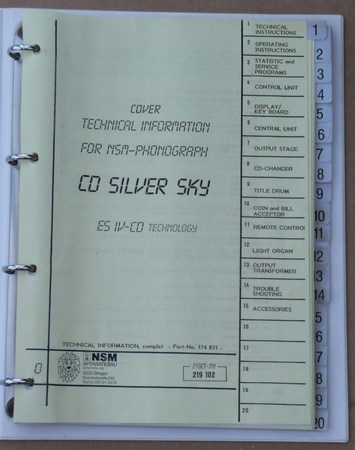 COVER
TECHNICAL INFORMATION
FOR NSM-PHONOGRAPH
CD SILVER SKY
ES IV-CD TECHNOLOGY
TECHNICAL INFORMATION, complet - Part-No. 174 831 -
0
NSM
APPARATEBAU
6530 Bingen
PART-NR
219 102
1 TECHNICAL
INSTRUCTIONS
2 OPERATING
INSTRUCTIONS
3 STATISTIC and
SERVICE
PROGRAMS
4 CONTROL UNIT
5 DISPLAY/
KEY BOARD
6 CENTRAL UNIT
7 OUTPUT STAGE
8 CD-CHANGER
9 TITLE DRUM
10 COIN and BILL
ACCEPTOR
11 REMOTE CONTROL
12 LIGHT ORGAN
13 OUTPUT
TRANSFORMER
14 TROUBLE
SHOOTING
15 ACCESSORIES
16
17
18
19
20
1
2
3
4
5
6
7
8
9
10
11
12
13
14
15
16
17
18
19
20